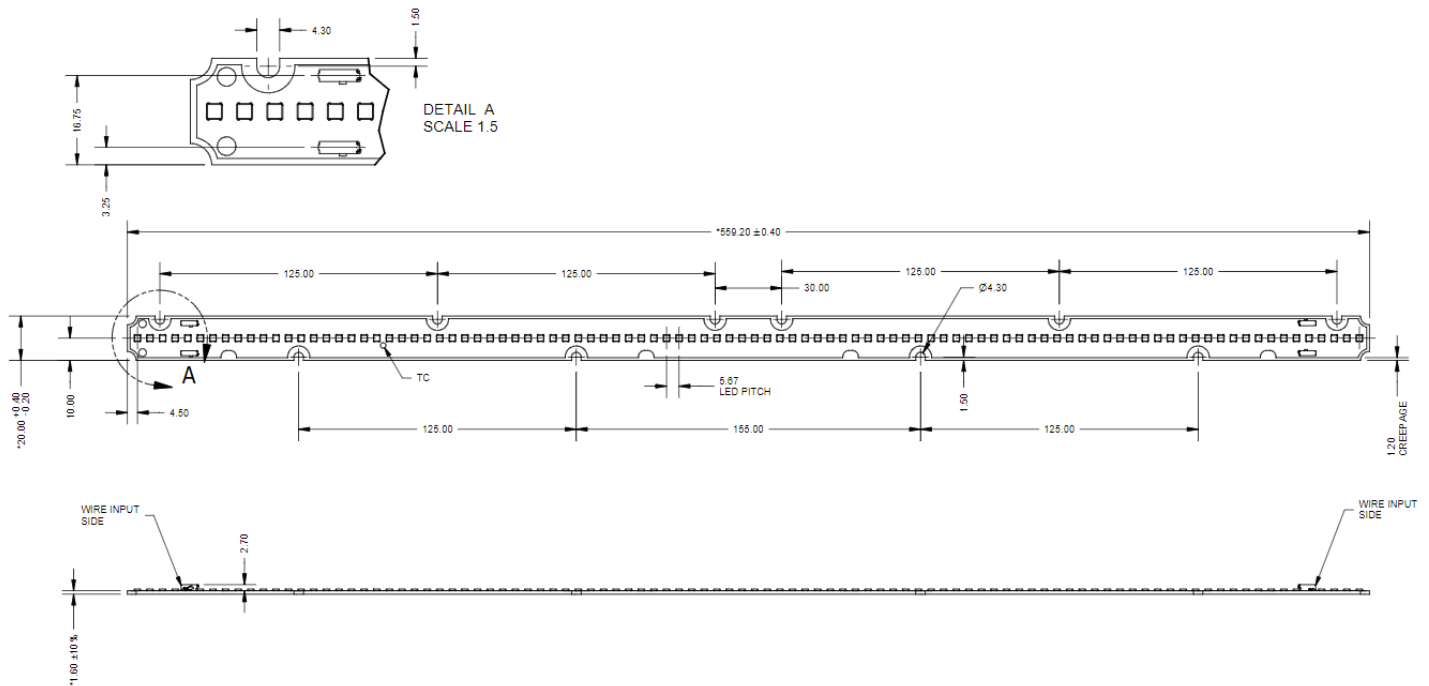 4.30
1.50
16.75
3.25
DETAIL A
SCALE 1.5
*559.20 ±0.40
125.00
125.00
125.00
125.00
30.00
Ø4.30
A
TC
*20.00 +0.40
-0.20
10.00
4.50
5.67
LED PITCH
1.50
1.20
CREEPAGE
125.00
155.00
125.00
WIRE INPUT
SIDE
2.70
WIRE INPUT
SIDE
*1.60 ±10%